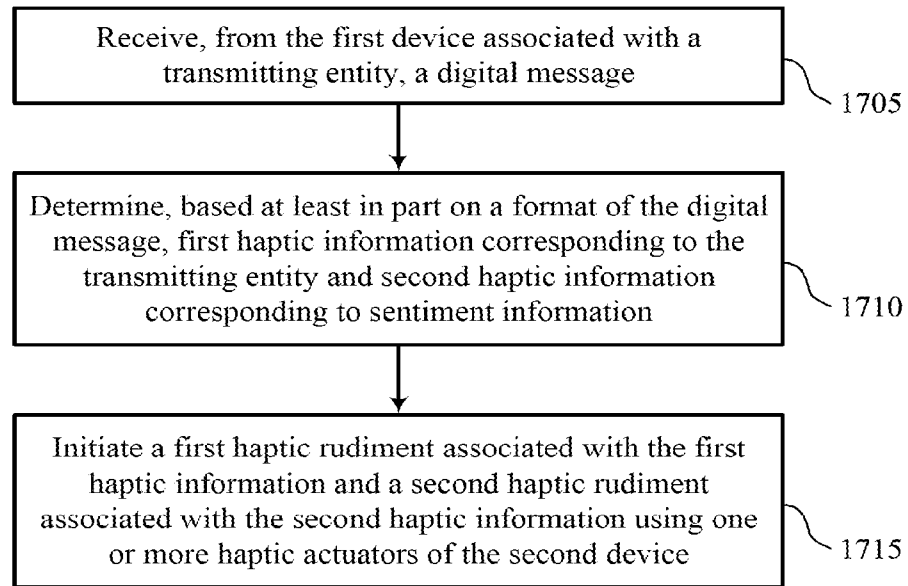 Receive, from the first device associated with a
transmitting entity, a digital message
1705
Determine, based at least in part on a format of the digital
message, first haptic information corresponding to the
transmitting entity and second haptic information
corresponding to sentiment information
1710
Initiate a first haptic rudiment associated with the first
haptic information and a second haptic rudiment
associated with the second haptic information using one
or more haptic actuators of the second device
1715